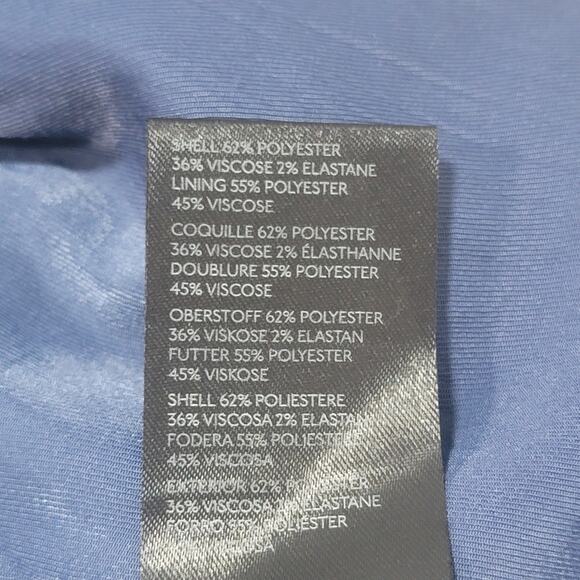 SHELL 62% POLYESTER
36% VISCOSE 2% ELASTANE
LINING 55% POLYESTER
45% VISCOSE
COQUILLE 62% POLYESTER
36% VISCOSE 2% ÉLASTHANNE
DOUBLURE 55% POLYESTER
45% VISCOSE
OBERSTOFF 62% POLYESTER
36% VISKOSE 2% ELASTAN
FUTTER 55% POLYESTER
45% VISKOSE
SHELL 62% POLIESTERE
36% VISCOSA 2% ELASTAN
FODERA 55% POLIESTERE
45% VISCOSA
EXTERIOR 62% POLIÉSTER
36% VISCOSA 2% ELASTANE
FORRO 55% POLIÉSTER